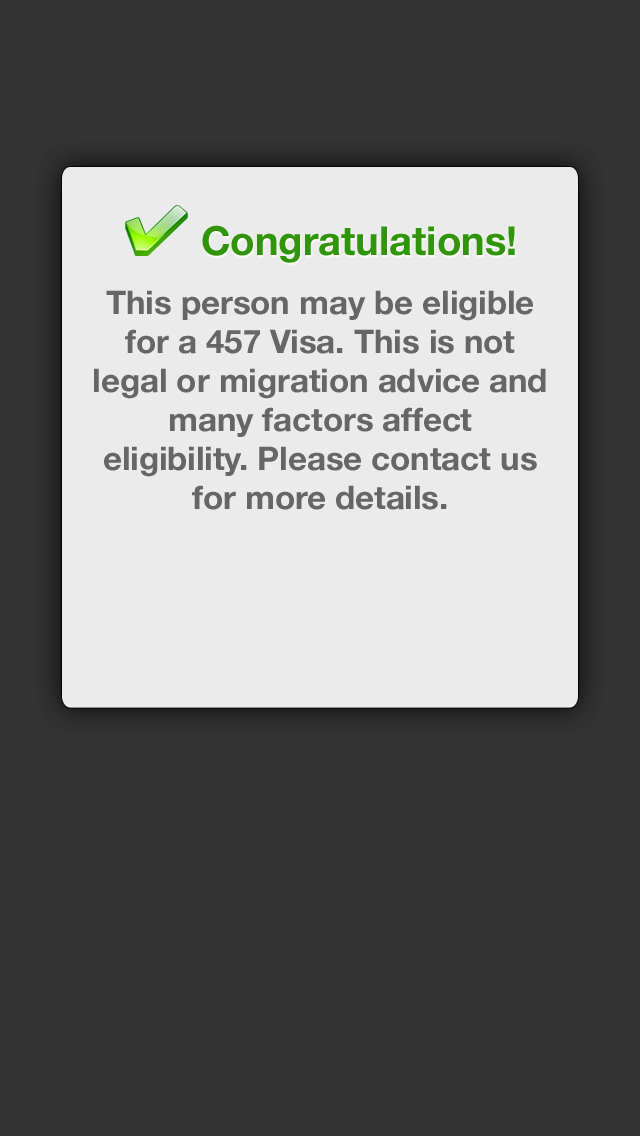 Congratulations!
This person may be eligible
for a 457 Visa. This is not
legal or migration advice and
many factors affect
eligibility. Please contact us
for more details.